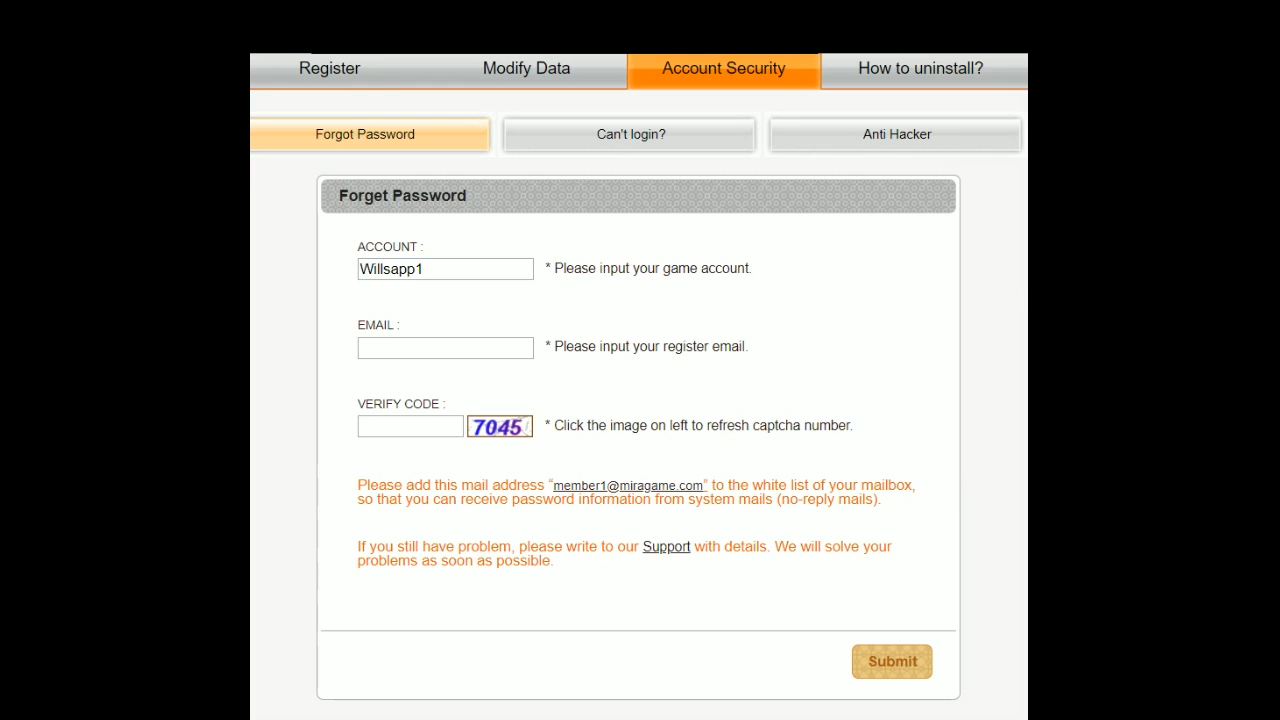 Register Modify Data Account Security How to uninstall?
Forgot Password Can't login? Anti Hacker
Forget Password
ACCOUNT :
Willsapp1 * Please input your game account.
EMAIL :
* Please input your register email.
VERIFY CODE :
7045 * Click the image on left to refresh captcha number.
Please add this mail address “member1@miragame.com” to the white list of your mailbox,
so that you can receive password information from system mails (no-reply mails).
If you still have problem, please write to our Support with details. We will solve your
problems as soon as possible.
Submit